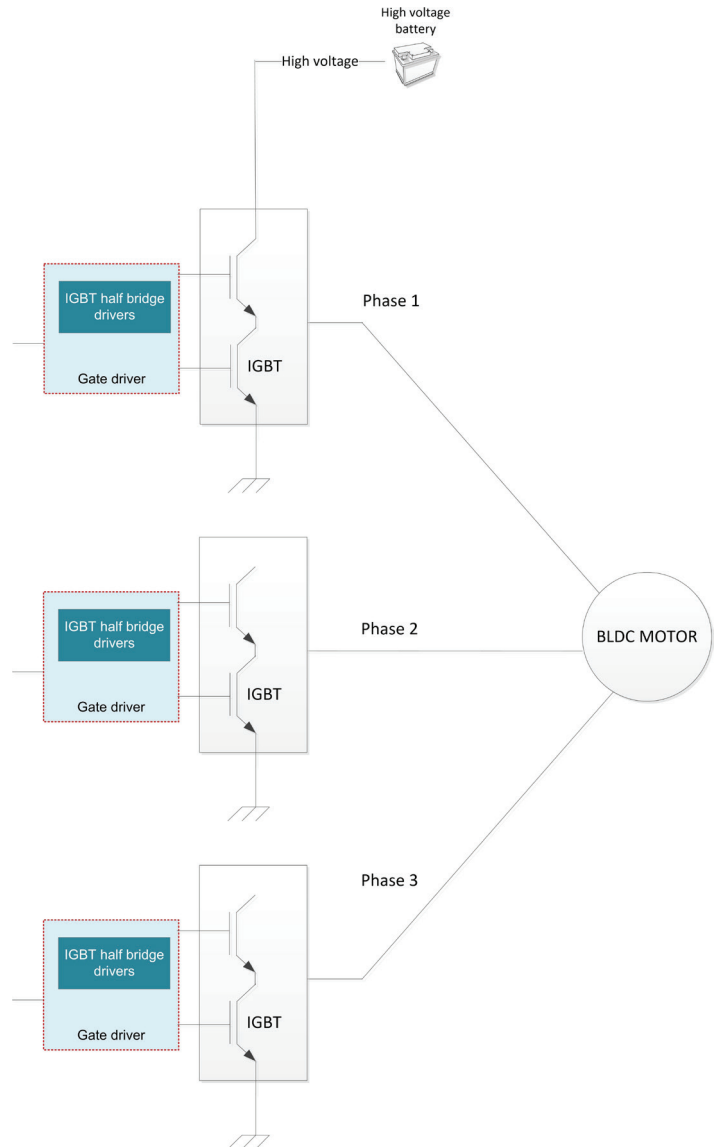 High voltage
battery
High voltage
Phase 1
IGBT half bridge
drivers
IGBT
Gate driver
Phase 2
IGBT half bridge
drivers
BLDC MOTOR
IGBT
Gate driver
Phase 3
IGBT half bridge
drivers
IGBT
Gate driver